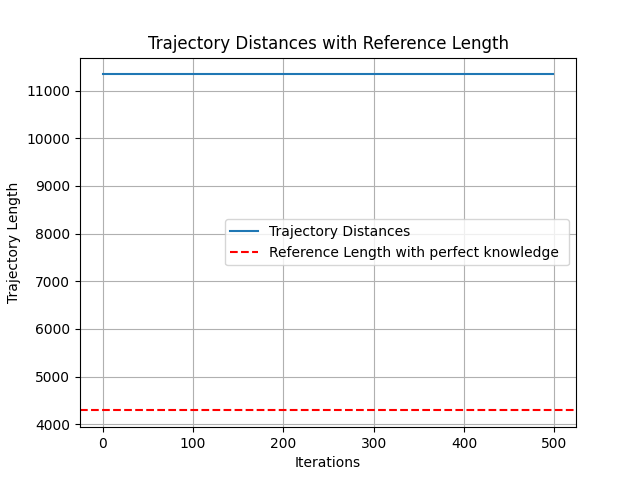 Trajectory Distances with Reference Length
Trajectory Length
11000
10000
9000
8000
7000
6000
5000
4000
Trajectory Distances
Reference Length with perfect knowledge
0 100 200 300 400 500
Iterations